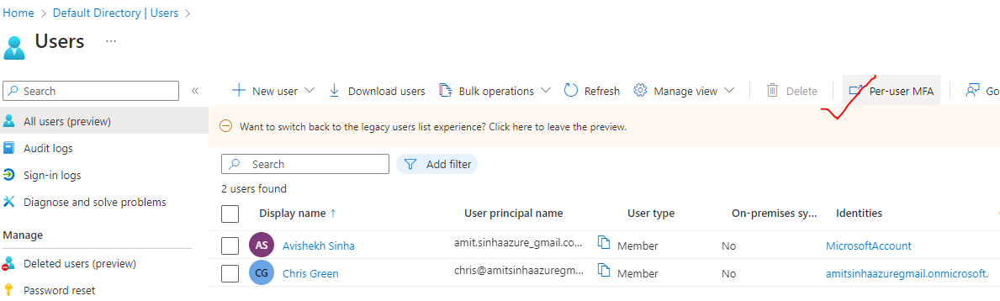 Home > Default Directory | Users >
Users ...
Search «
New user Download users Bulk operations Refresh Manage view Delete Per-user MFA Go
All users (preview)
Want to switch back to the legacy users list experience? Click here to leave the preview.
Audit logs
Sign-in logs
Diagnose and solve problems
Manage
Deleted users (preview)
Password reset
Search Add filter
2 users found
Display name ↑ User principal name User type On-premises sy... Identities
AS Avishekh Sinha amit.sinhaazure_gmail.co... Member No MicrosoftAccount
CG Chris Green chris@amitsinhaazuregm... Member No amitsinhaazuregmail.onmicrosoft.